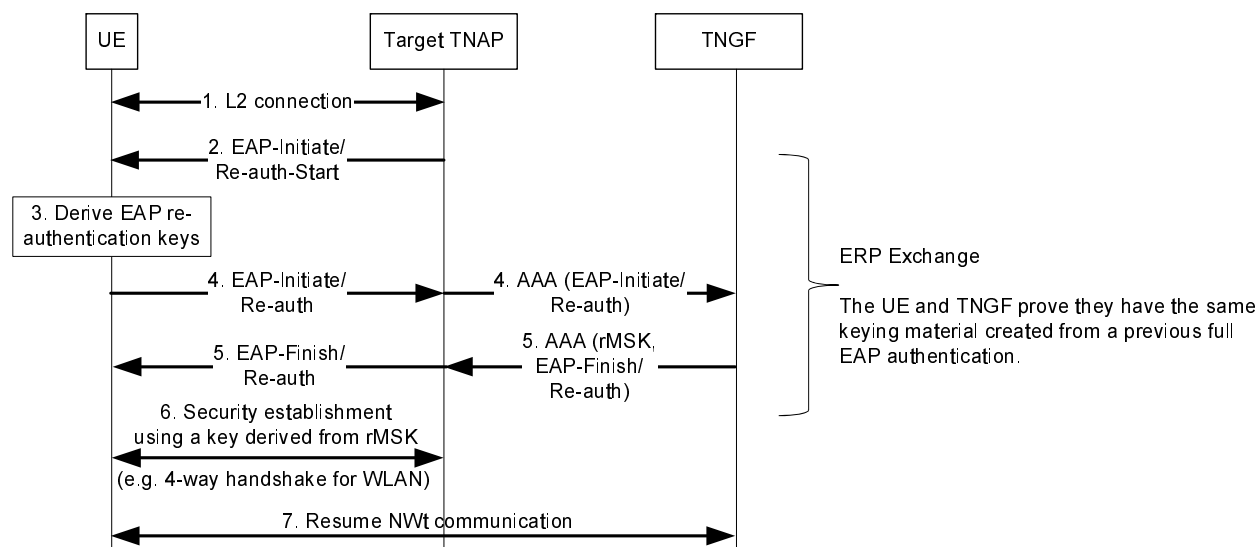 UE
Target TNAP
TNGF
1. L2 connection
2. EAP-Initiate/
Re-auth-Start
3. Derive EAP re-
authentication keys
4. EAP-Initiate/
Re-auth
4. AAA (EAP-Initiate/
Re-auth)
5. EAP-Finish/
Re-auth
5. AAA (rMSK,
EAP-Finish/
Re-auth)
ERP Exchange
The UE and TNGF prove they have the same
keying material created from a previous full
EAP authentication.
6. Security establishment
using a key derived from rMSK
(e.g. 4-way handshake for WLAN)
7. Resume NWt communication